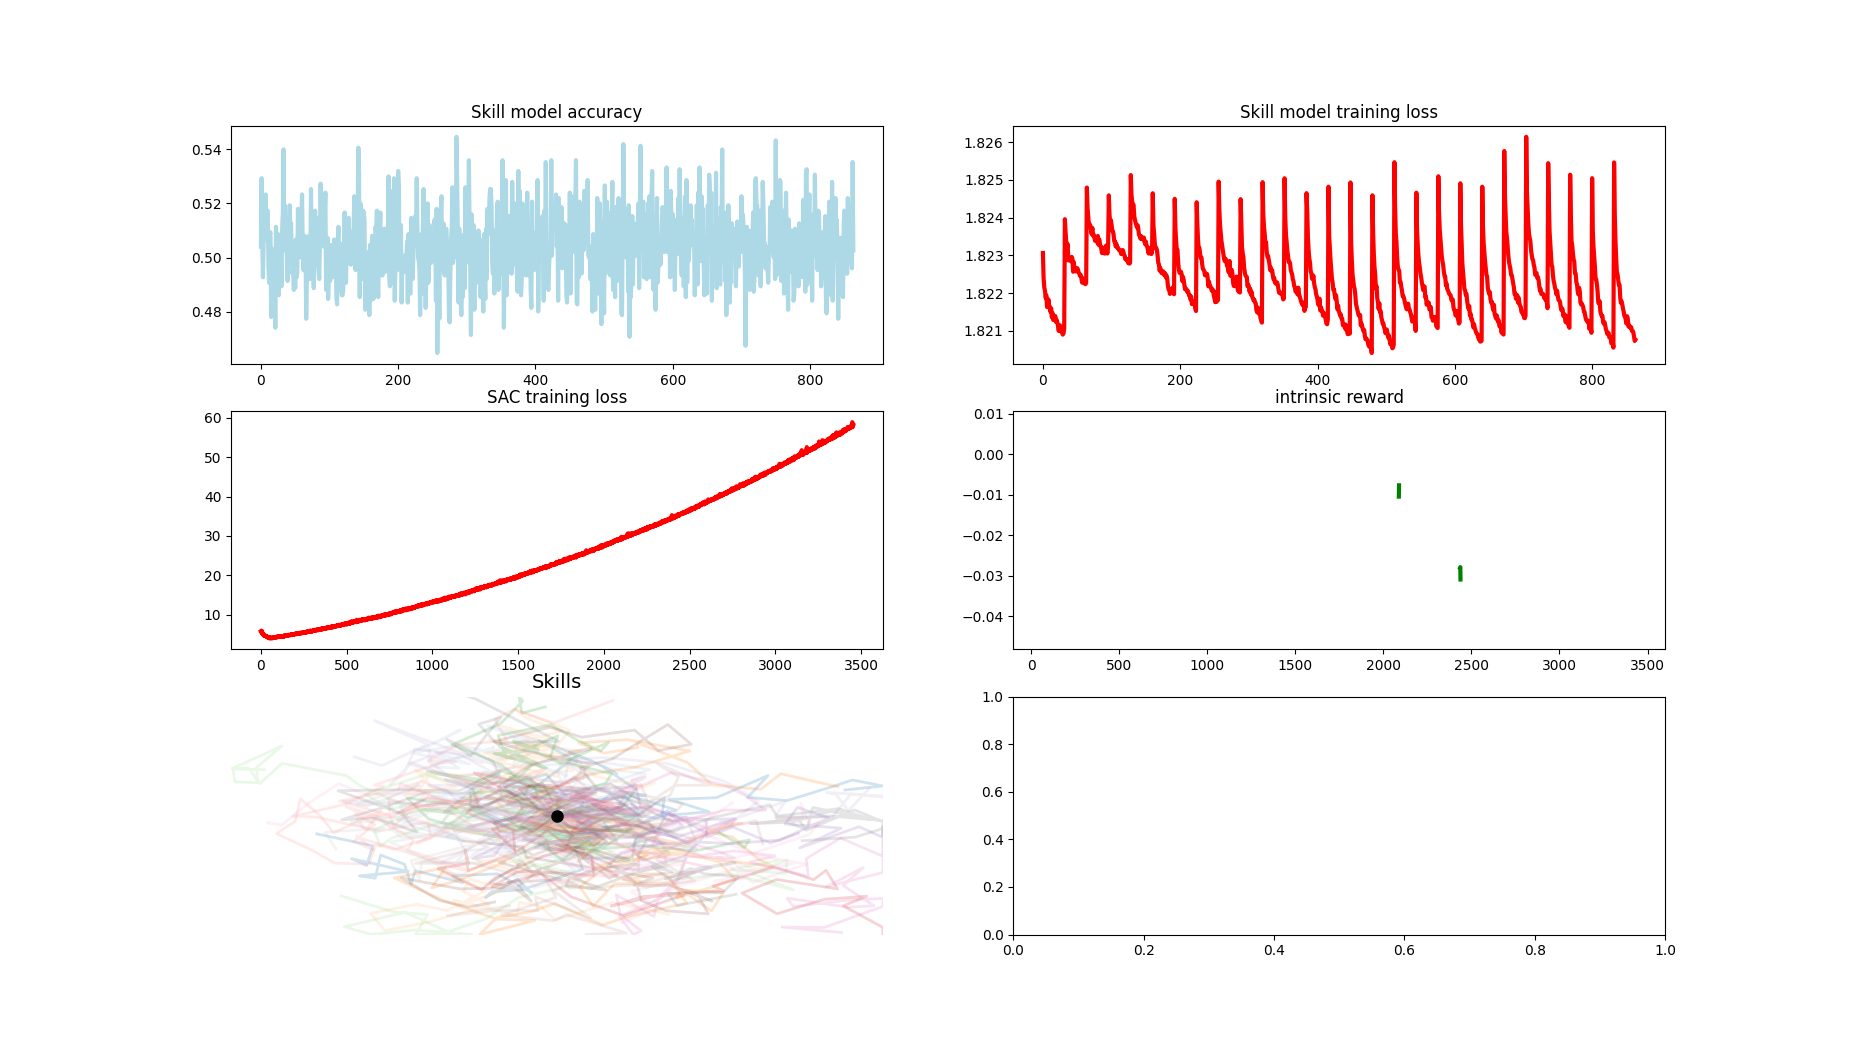 Skill model accuracy
0.54
0.52
0.50
0.48
0 200 400 600 800
Skill model training loss
1.826
1.825
1.824
1.823
1.822
1.821
0 200 400 600 800
SAC training loss
60
50
40
30
20
10
0 500 1000 1500 2000 2500 3000 3500
intrinsic reward
0.01
0.00
−0.01
−0.02
−0.03
−0.04
0 500 1000 1500 2000 2500 3000 3500
Skills
1.0
0.8
0.6
0.4
0.2
0.0
0.0 0.2 0.4 0.6 0.8 1.0